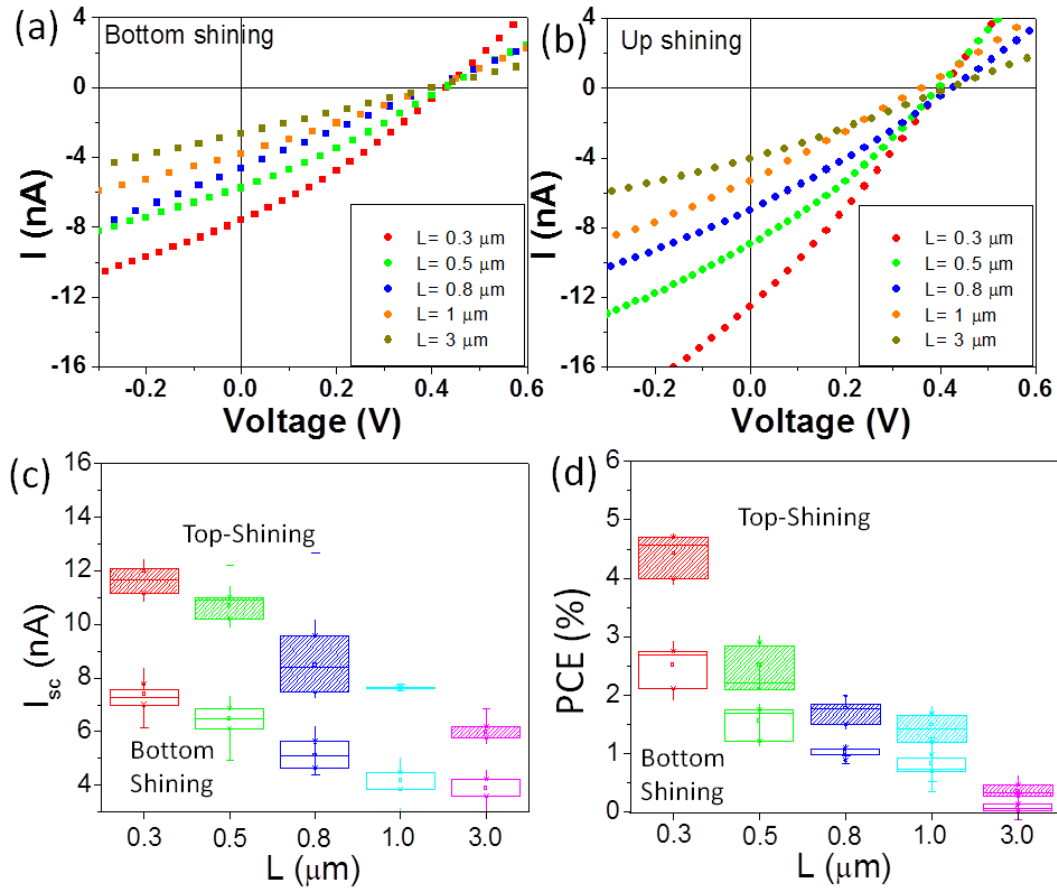 (a)
Bottom shining
I (nA)
4
0
-4
-8
-12
-16
L= 0.3 μm
L= 0.5 μm
L= 0.8 μm
L= 1 μm
L= 3 μm
-0.2 0.0 0.2 0.4 0.6
Voltage (V)
(b)
Up shining
I (nA)
4
0
-4
-8
-12
-16
L= 0.3 μm
L= 0.5 μm
L= 0.8 μm
L= 1 μm
L= 3 μm
-0.2 0.0 0.2 0.4 0.6
Voltage (V)
(c)
Isc (nA)
16
14
12
10
8
6
4
Top-Shining
Bottom
Shining
0.3 0.5 0.8 1.0 3.0
L (μm)
(d)
PCE (%)
6
5
4
3
2
1
0
Top-Shining
Bottom
Shining
0.3 0.5 0.8 1.0 3.0
L (μm)